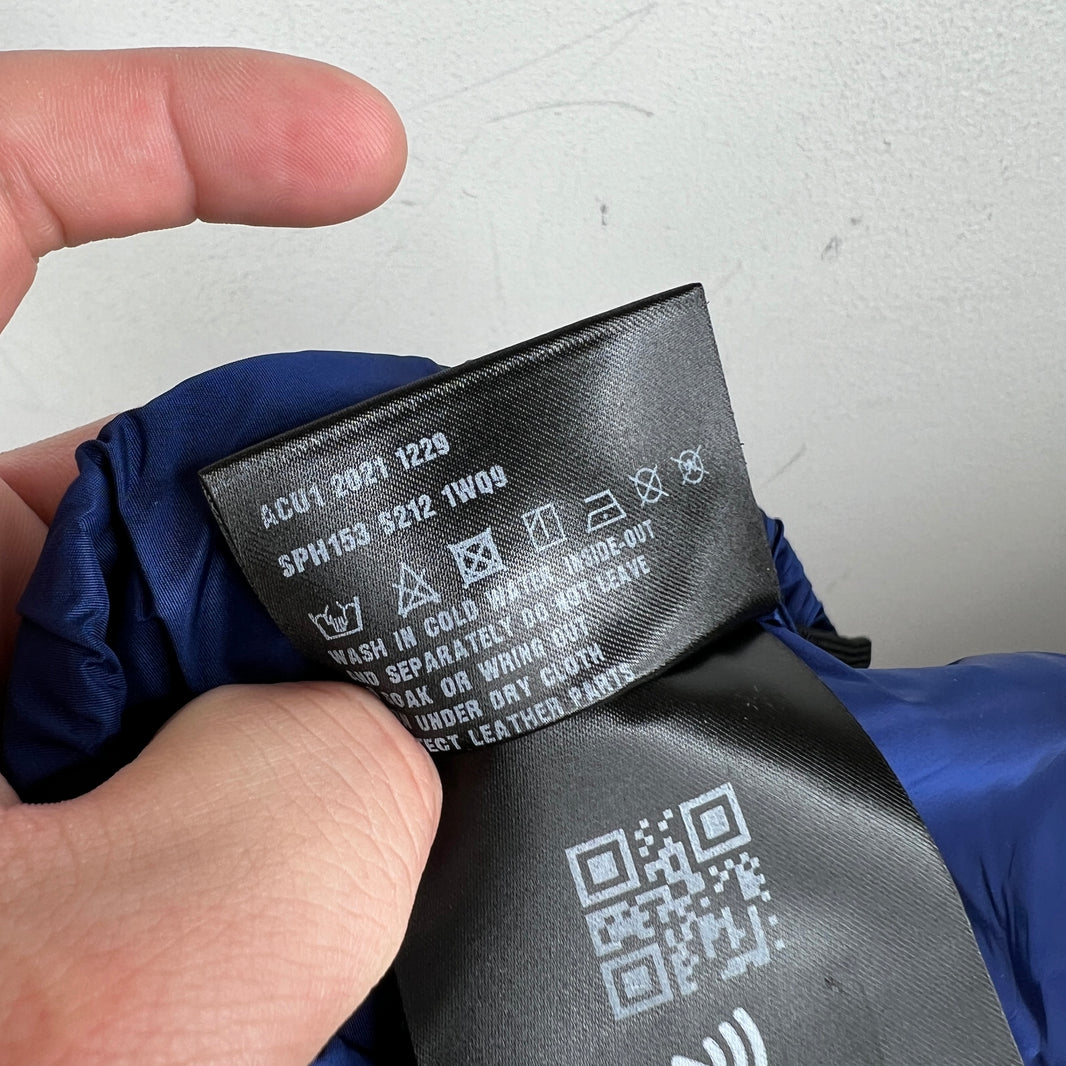 ACU1 2021 1229
SPH153 S212 1W09
WASH IN COLD WATER, INSIDE-OUT
AND SEPARATELY DO NOT LEAVE
SOAK OR WRING OUT
UNDER DRY CLOTH
LEATHER PARTS